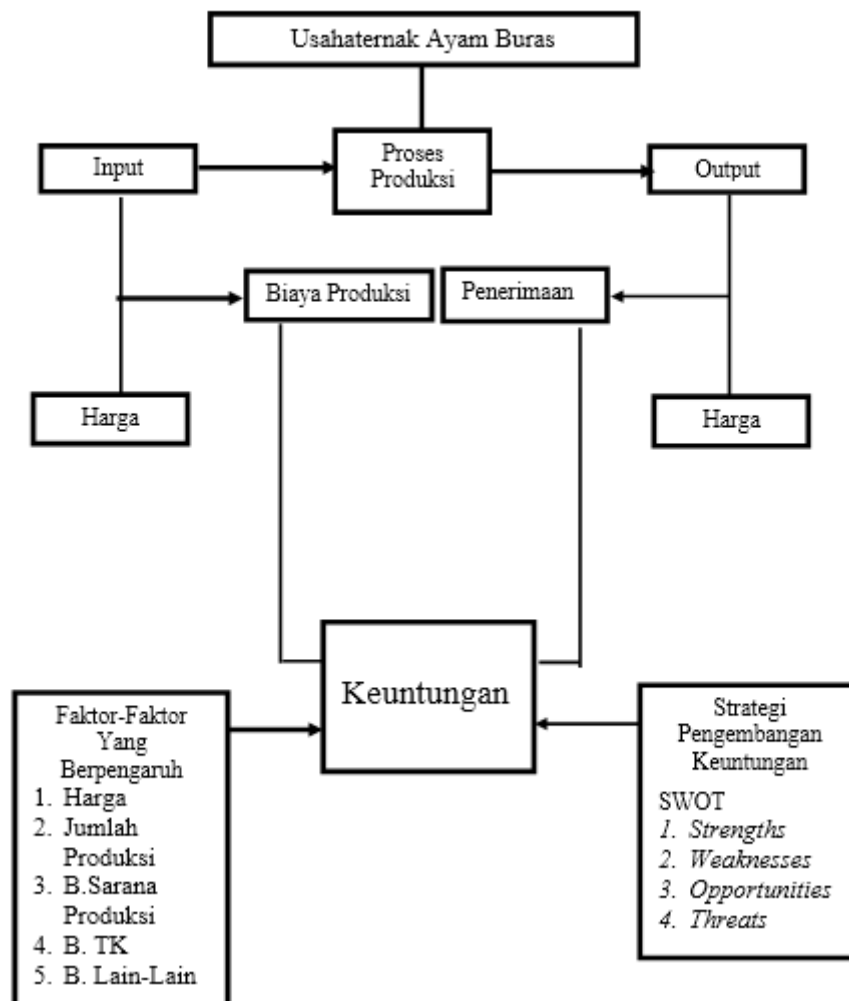 Usahaternak Ayam Buras
Input
Proses
Produksi
Output
Biaya Produksi
Penerimaan
Harga
Harga
Keuntungan
Faktor-Faktor
Yang
Berpengaruh
1. Harga
2. Jumlah
Produksi
3. B.Sarana
Produksi
4. B. TK
5. B. Lain-Lain
Strategi
Pengembangan
Keuntungan
SWOT
1. Strengths
2. Weaknesses
3. Opportunities
4. Threats